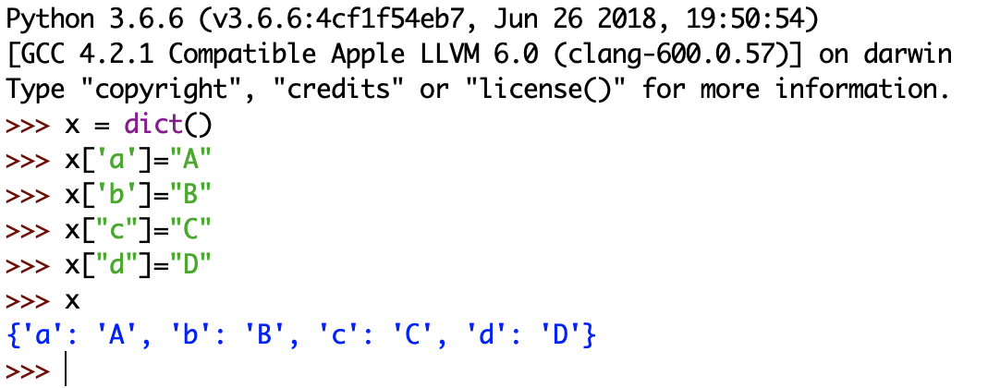 Python 3.6.6 (v3.6.6:4cf1f54eb7, Jun 26 2018, 19:50:54)
[GCC 4.2.1 Compatible Apple LLVM 6.0 (clang-600.0.57)] on darwin
Type "copyright", "credits" or "license()" for more information.
>>> x = dict()
>>> x['a']="A"
>>> x['b']="B"
>>> x["c"]="C"
>>> x["d"]="D"
>>> x
{'a': 'A', 'b': 'B', 'c': 'C', 'd': 'D'}
>>>